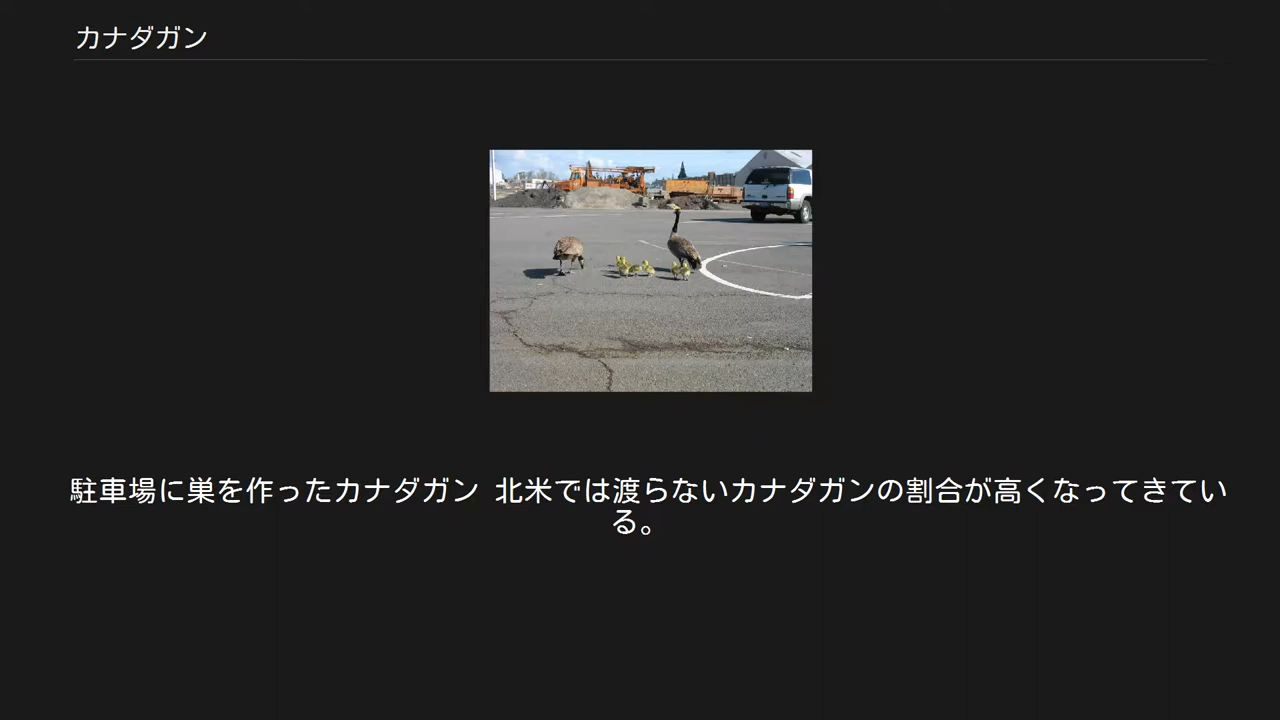 カナダガン
駐車場に巣を作ったカナダガン 北米では渡らないカナダガンの割合が高くなってきてい
る。